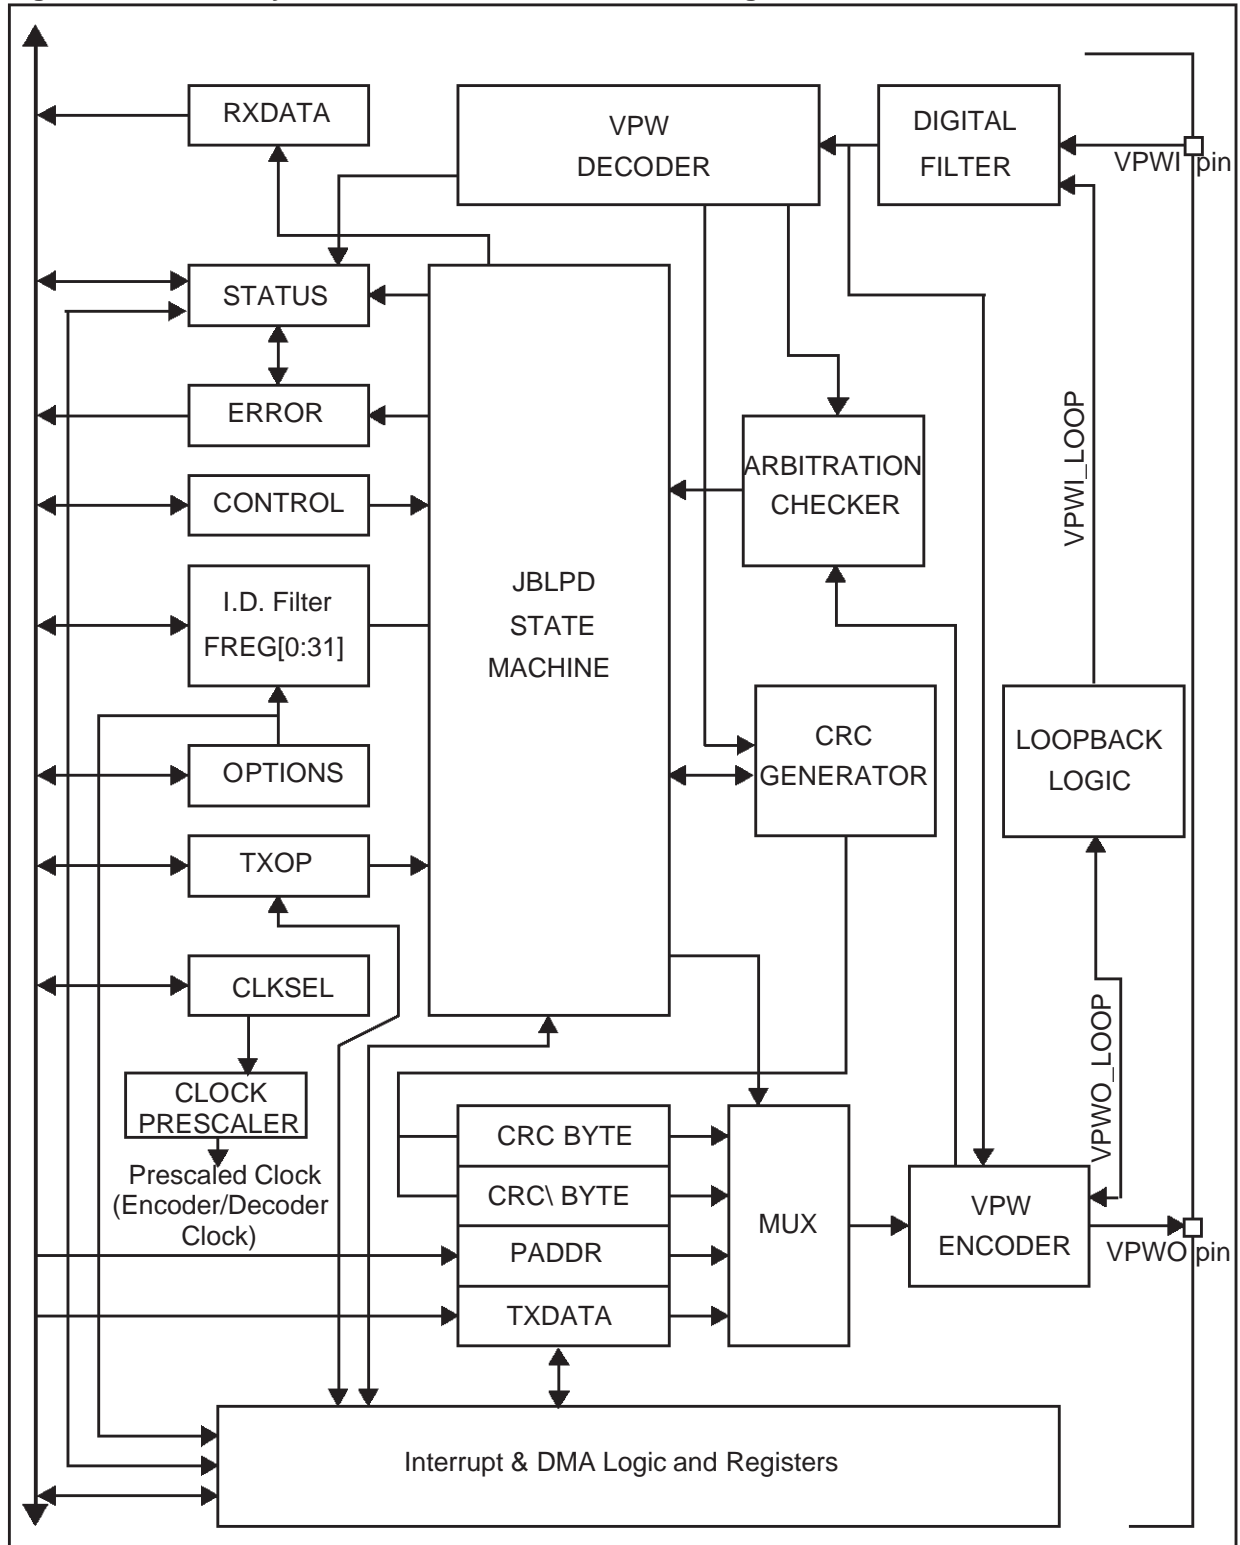 RXDATA
VPW
DECODER
DIGITAL
FILTER
VPWI pin
STATUS
ERROR
CONTROL
ARBITRATION
CHECKER
VPWI_LOOP
I.D. Filter
FREG[0:31]
JBLPD
STATE
MACHINE
OPTIONS
CRC
GENERATOR
LOOPBACK
LOGIC
TXOP
CLKSEL
CLOCK
PRESCALER
Prescaled Clock
(Encoder/Decoder
Clock)
VPWO_LOOP
CRC BYTE
CRC\ BYTE
PADDR
TXDATA
MUX
VPW
ENCODER
VPWO pin
Interrupt & DMA Logic and Registers